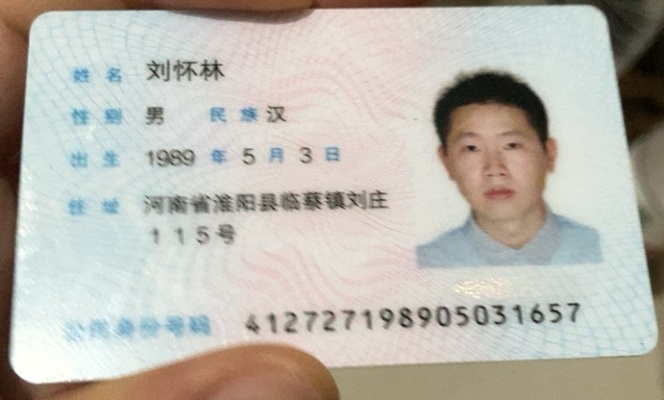 姓名 刘怀林
性别 男 民族 汉
出生 1989 年 5 月 3 日
住址 河南省淮阳县临蔡镇刘庄
115号
公民身份号码 412727198905031657